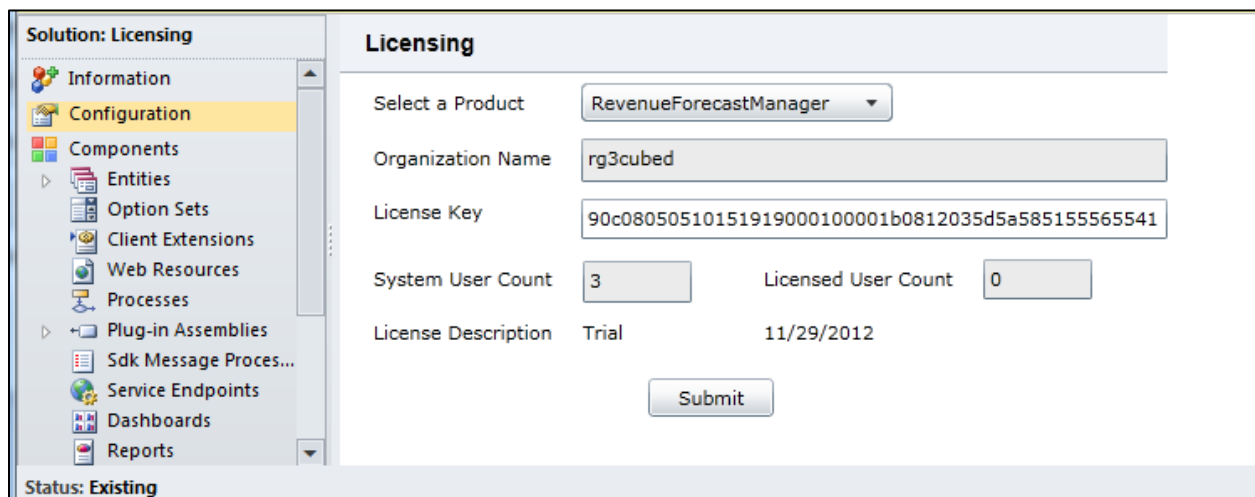 Solution: Licensing
Information
Configuration
Components
Entities
Option Sets
Client Extensions
Web Resources
Processes
Plug-in Assemblies
Sdk Message Proces...
Service Endpoints
Dashboards
Reports
Licensing
Select a Product RevenueForecastManager
Organization Name rg3cubed
License Key 90c08050510151919000100001b0812035d5a585155565541
System User Count 3 Licensed User Count 0
License Description Trial 11/29/2012
Submit
Status: Existing